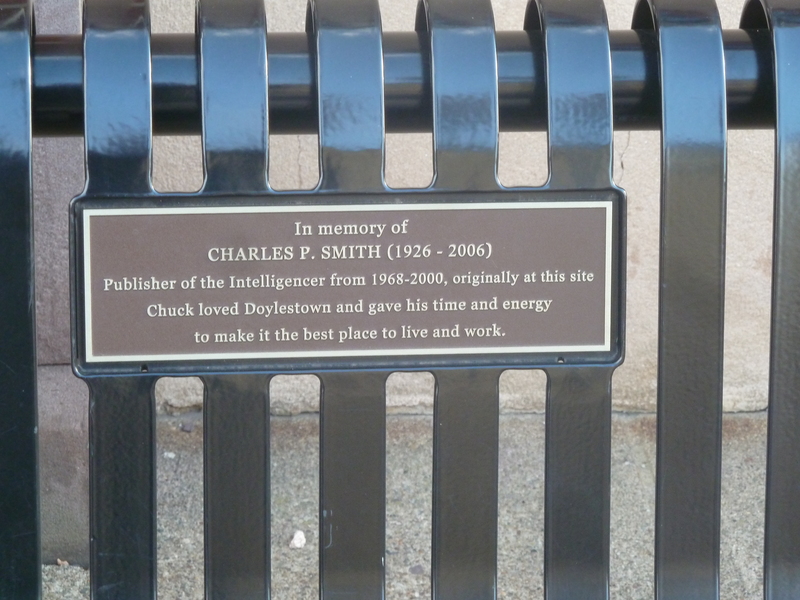 In memory of
CHARLES P. SMITH (1926 - 2006)
Publisher of the Intelligencer from 1968-2000, originally at this site
Chuck loved Doylestown and gave his time and energy
to make it the best place to live and work.